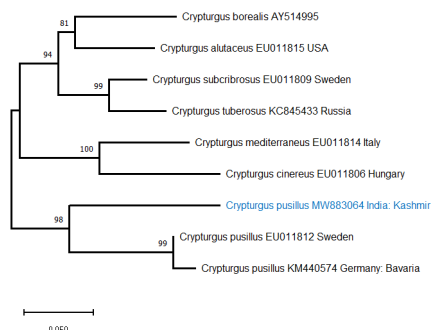 Crypturgus borealis AY514995
81
Crypturgus alutaceus EU011815 USA
94
Crypturgus subcribrosus EU011809 Sweden
99
Crypturgus tuberosus KC845433 Russia
Crypturgus mediterraneus EU011814 Italy
100
Crypturgus cinereus EU011806 Hungary
Crypturgus pusillus MW883064 India: Kashmir
98
Crypturgus pusillus EU011812 Sweden
99
Crypturgus pusillus KM440574 Germany: Bavaria
0.050